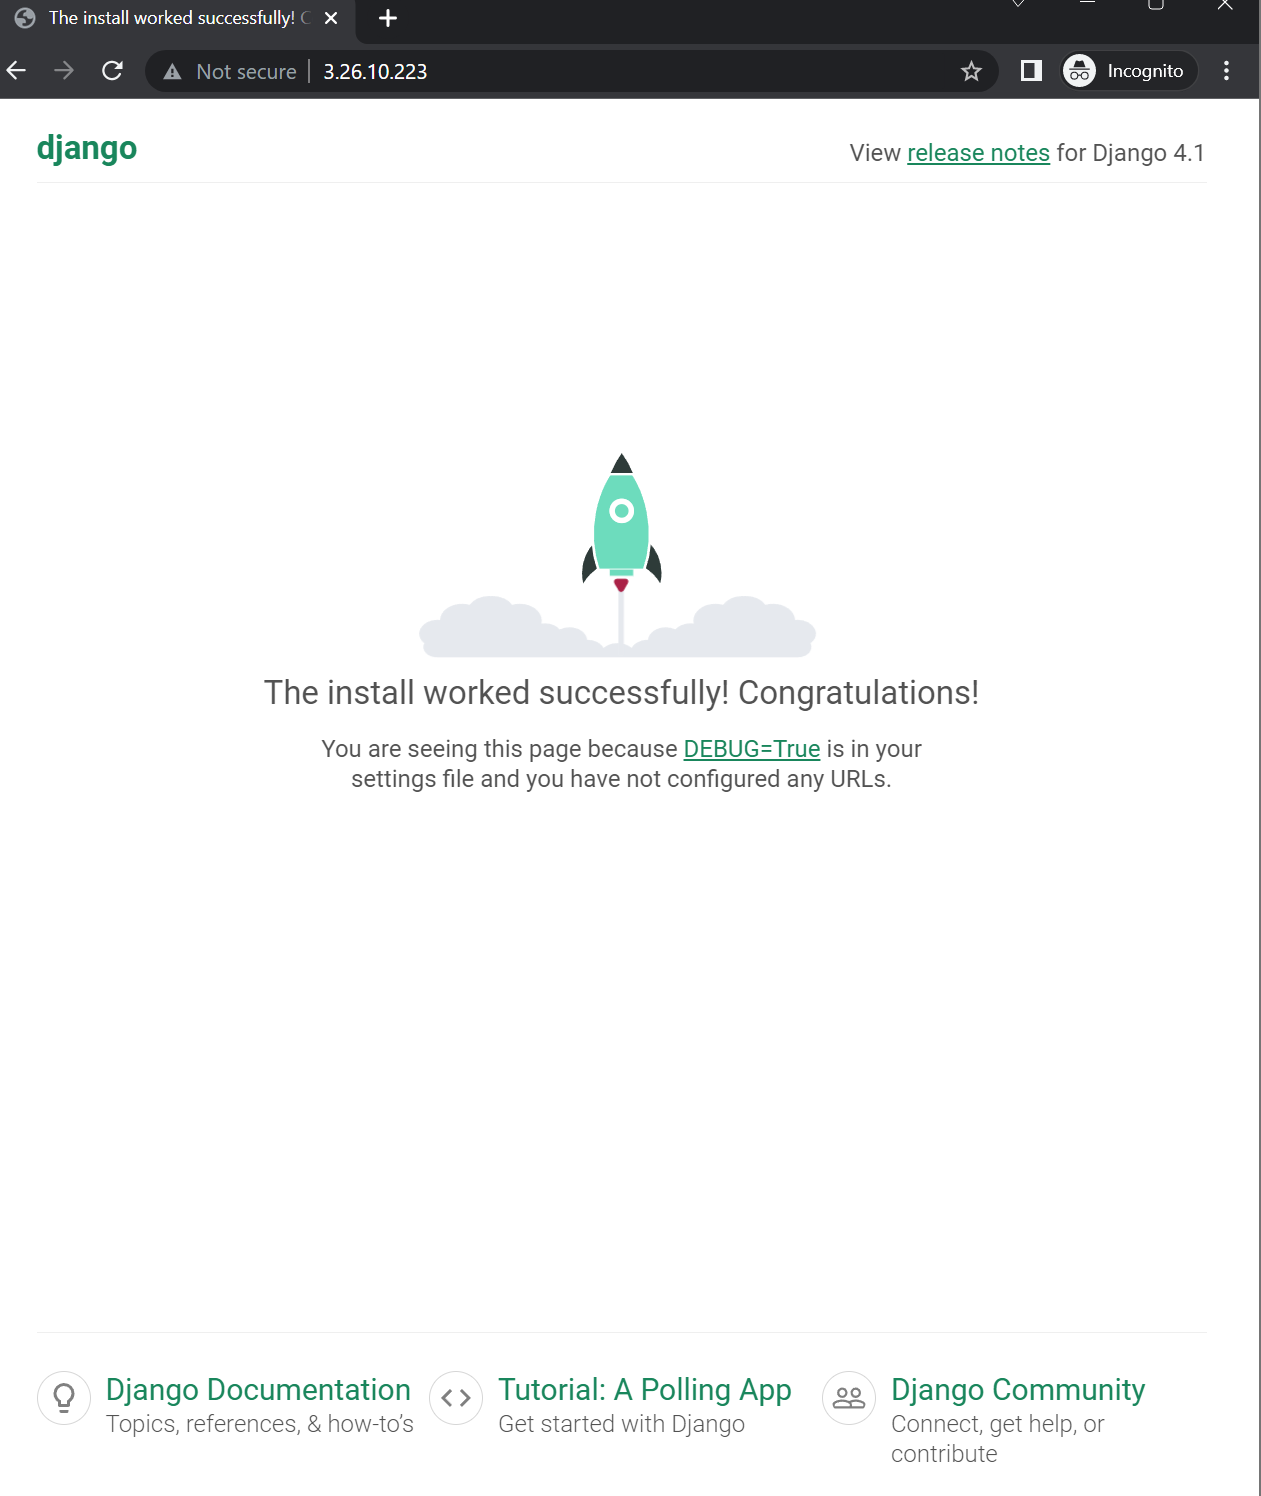 The install worked successfully! C
Not secure 3.26.10.223
Incognito
django
View release notes for Django 4.1
The install worked successfully! Congratulations!
You are seeing this page because DEBUG=True is in your
settings file and you have not configured any URLs.
Django Documentation
Topics, references, & how-to’s
Tutorial: A Polling App
Get started with Django
Django Community
Connect, get help, or
contribute